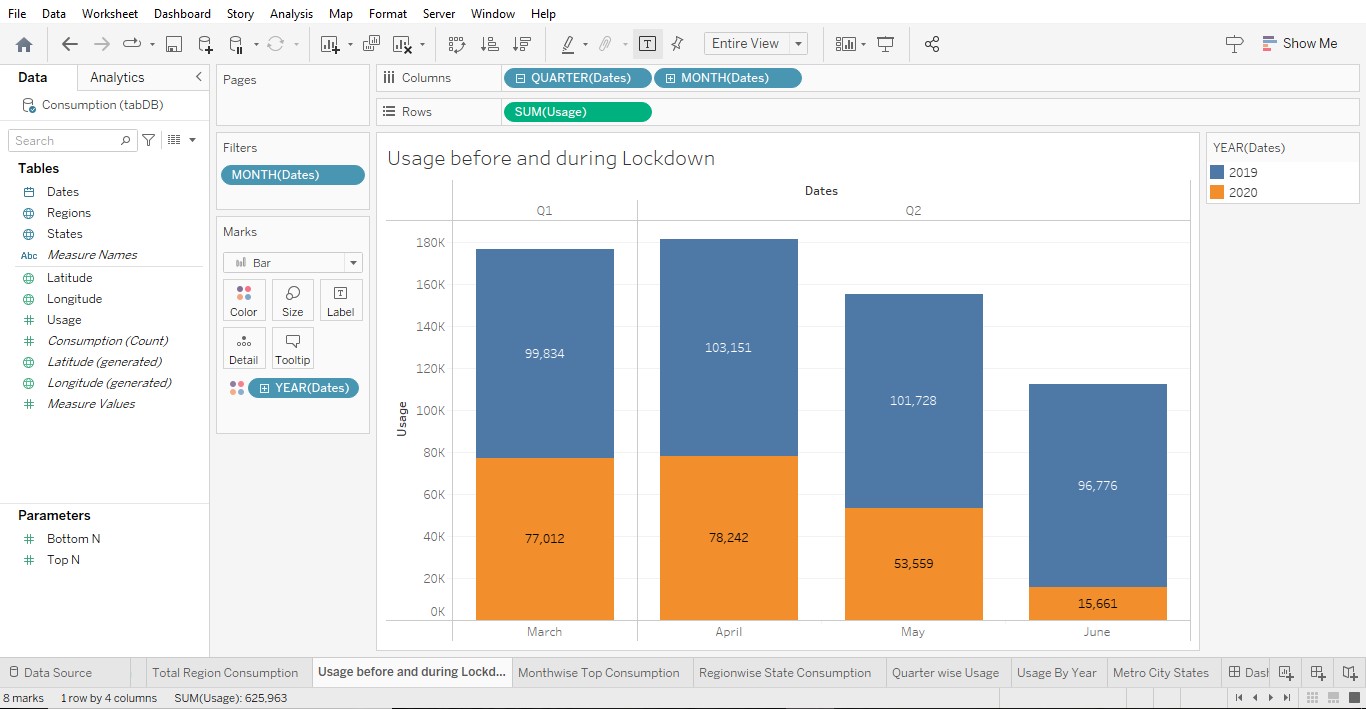 File Data Worksheet Dashboard Story Analysis Map Format Server Window Help
Entire View
Show Me
Data Analytics
Consumption (tabDB)
Search
Tables
Dates
Regions
States
Abc Measure Names
Latitude
Longitude
Usage
Consumption (Count)
Latitude (generated)
Longitude (generated)
Measure Values
Parameters
Bottom N
Top N
Pages
Filters
MONTH(Dates)
Marks
Bar
Color Size Label
Detail Tooltip
YEAR(Dates)
Columns QUARTER(Dates) MONTH(Dates)
Rows SUM(Usage)
Usage before and during Lockdown
Dates
Q1 Q2
Usage
180K
160K
140K
120K
100K
80K
60K
40K
20K
0K
99,834 103,151 101,728 96,776
77,012 78,242 53,559 15,661
March April May June
YEAR(Dates)
2019
2020
Data Source Total Region Consumption Usage before and during Lockd... Monthwise Top Consumption Regionwise State Consumption Quarter wise Usage Usage By Year Metro City States Dash
8 marks 1 row by 4 columns SUM(Usage): 625,963